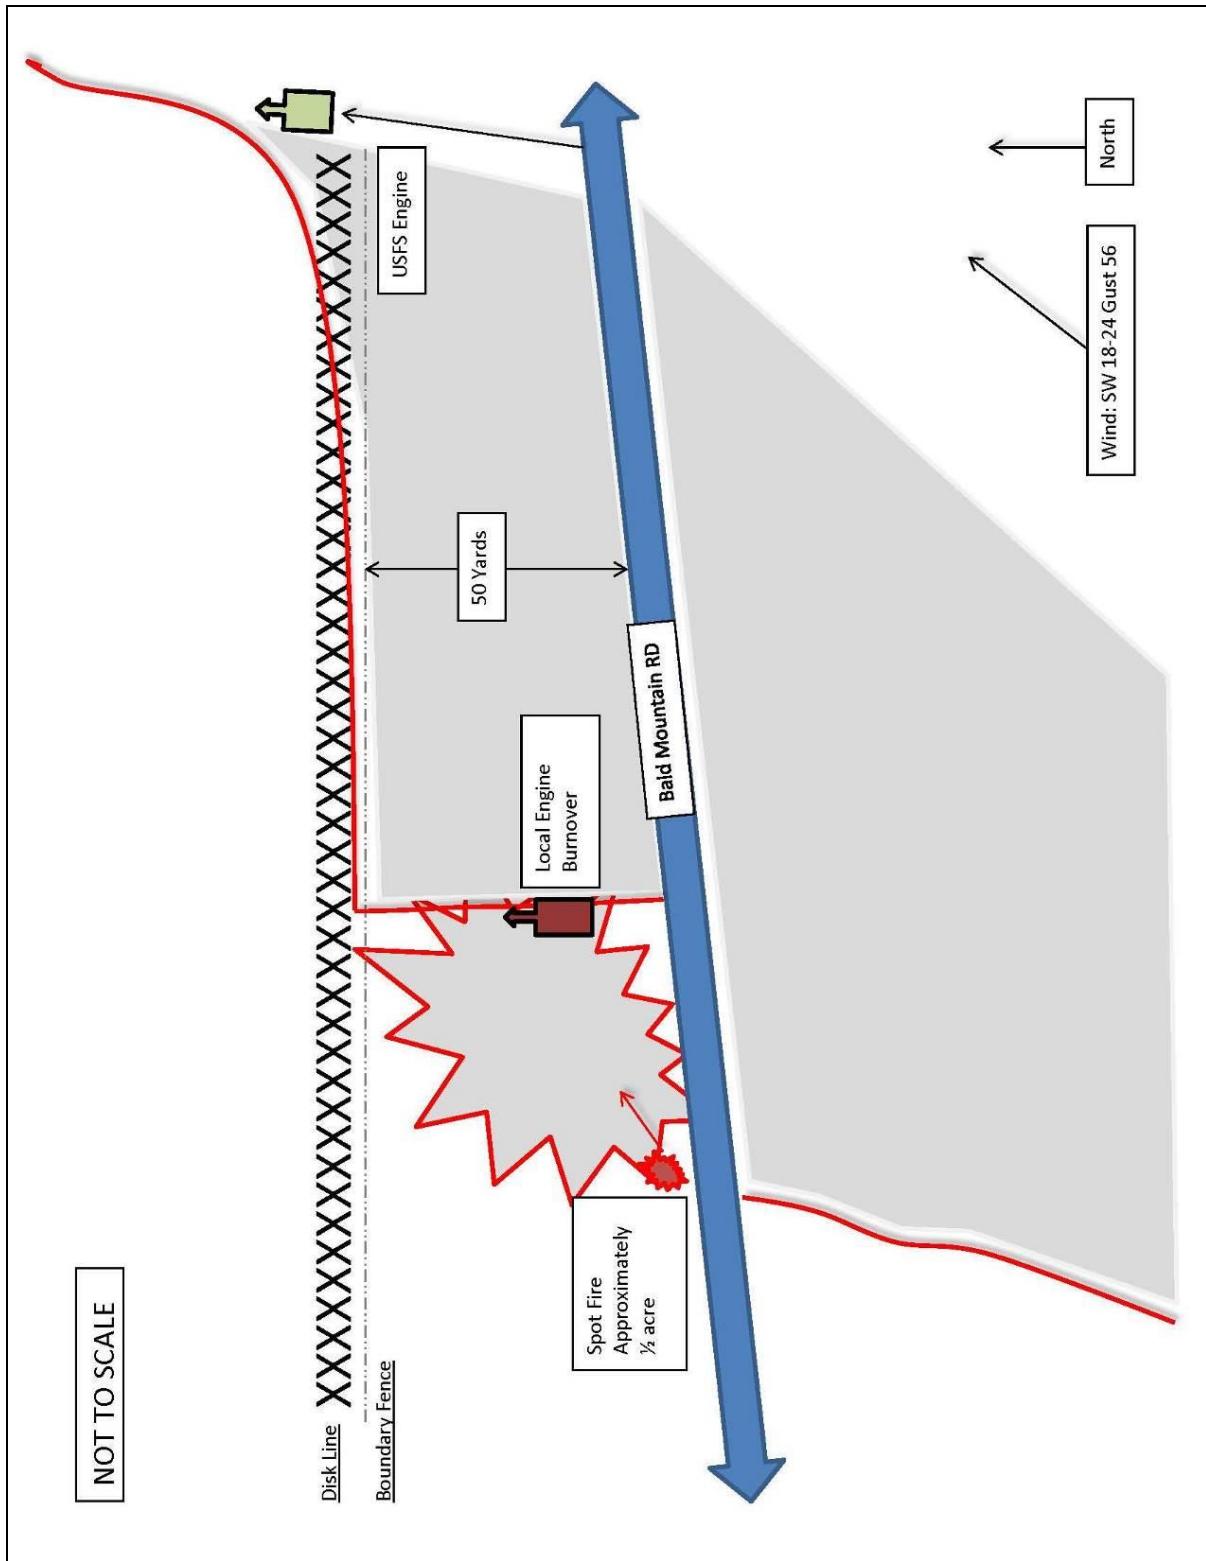 NOT TO SCALE
Disk Line
Boundary Fence
Spot Fire
Approximately
½ acre
Local Engine
Burnover
50 Yards
USFS Engine
Bald Mountain RD
Wind: SW 18-24 Gust 56
North